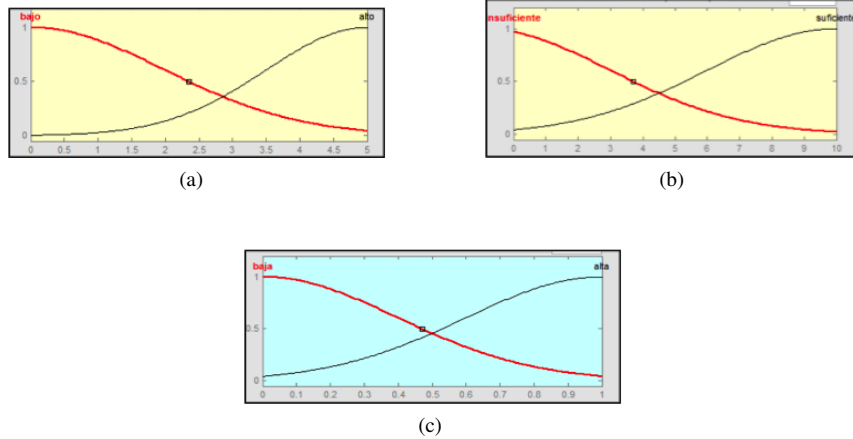 bajo alto
1
0.5
0
0 0.5 1 1.5 2 2.5 3 3.5 4 4.5 5
(a)
nsuficiente suficiente
1
0.5
0
0 1 2 3 4 5 6 7 8 9 10
(b)
baja alta
1
0.5
0
0 0.1 0.2 0.3 0.4 0.5 0.6 0.7 0.8 0.9 1
(c)